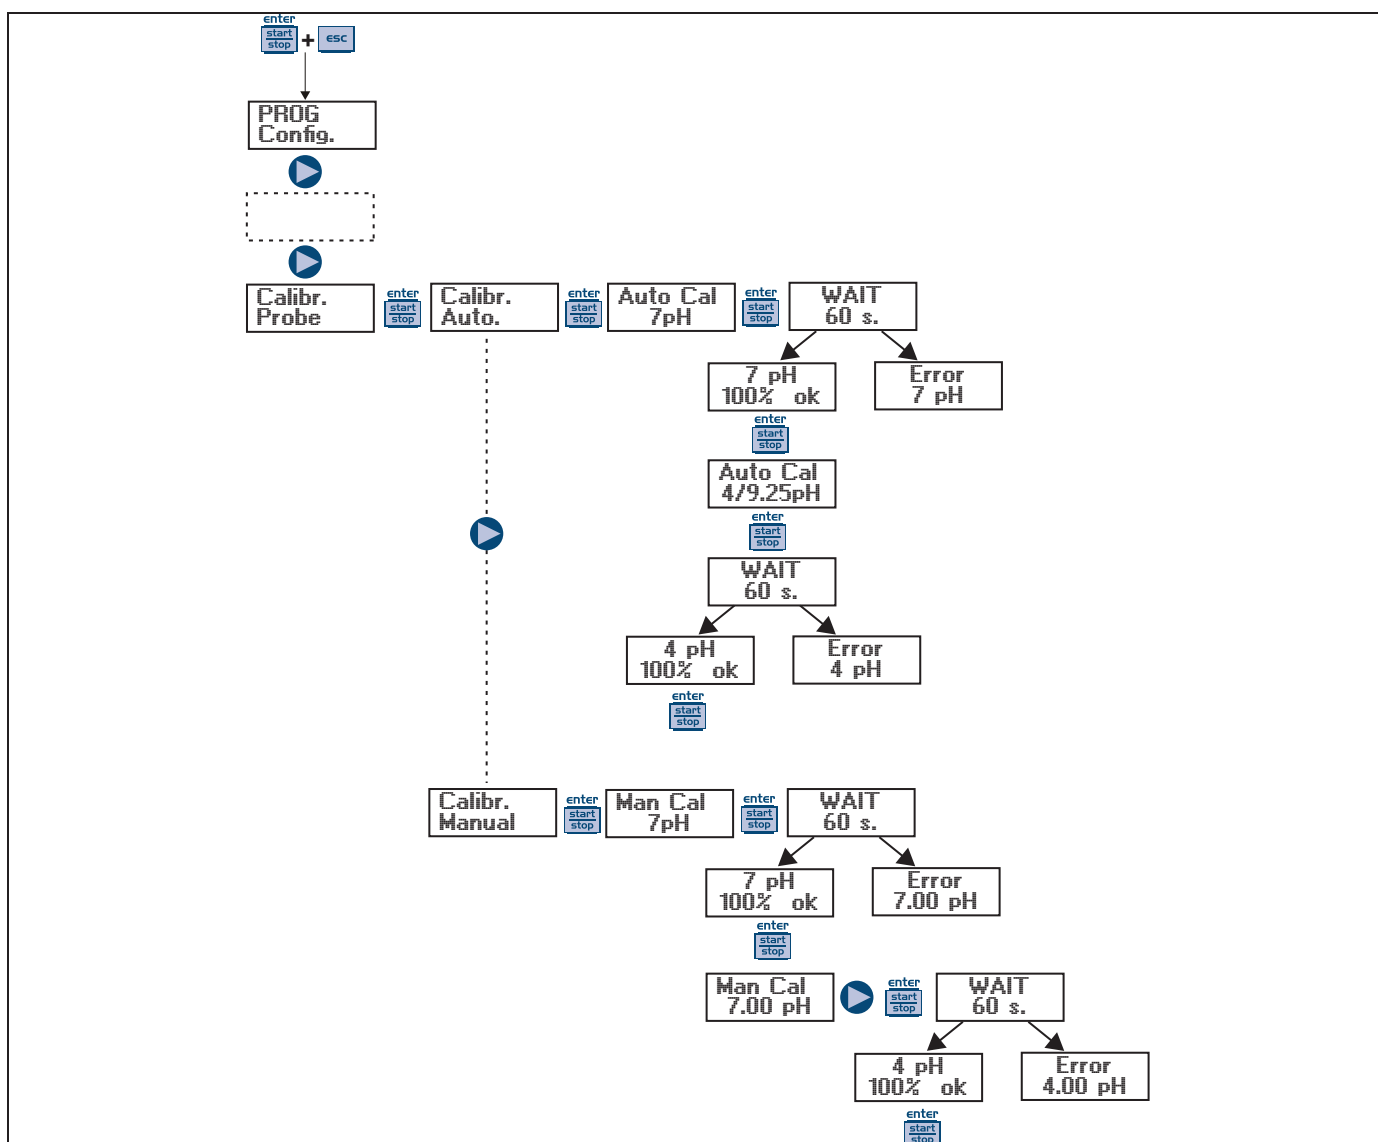 enter
start
stop
+
esc
PROG
Config.
Calibr.
Probe
enter
start
stop
Calibr.
Auto.
enter
start
stop
Auto Cal
7pH
enter
start
stop
WAIT
60 s.
7 pH
100% ok
Error
7 pH
enter
start
stop
Auto Cal
4/9.25pH
enter
start
stop
WAIT
60 s.
4 pH
100% ok
Error
4 pH
enter
start
stop
Calibr.
Manual
enter
start
stop
Man Cal
7pH
enter
start
stop
WAIT
60 s.
7 pH
100% ok
Error
7.00 pH
enter
start
stop
Man Cal
7.00 pH
enter
start
stop
WAIT
60 s.
4 pH
100% ok
Error
4.00 pH
enter
start
stop